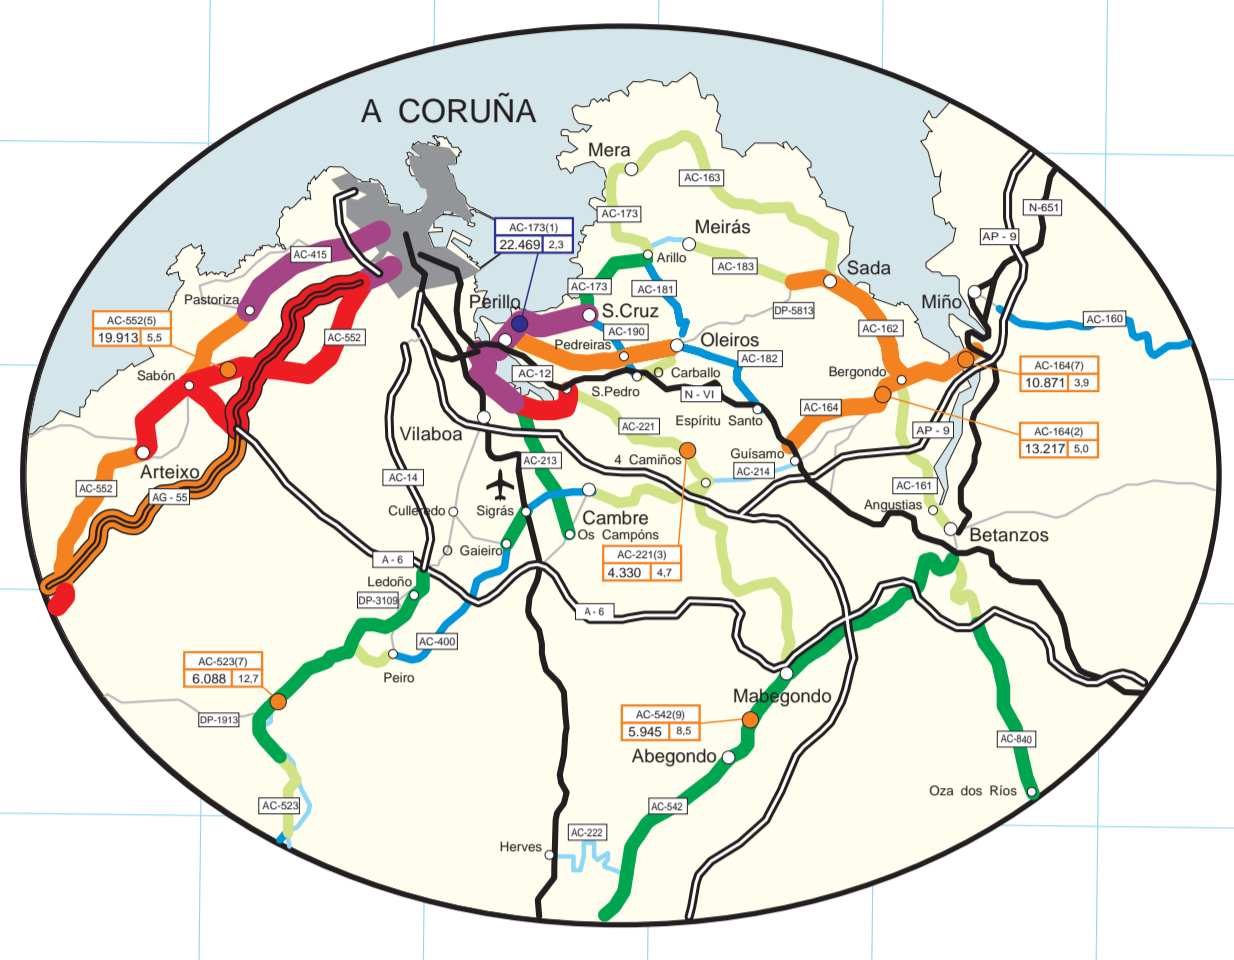 A CORUÑA
Mera
AC-163
AC-173
N-651
AC-173(1)
22.469 2,3
Meirás
AP - 9
AC-415
Arillo
AC-183
Sada
Pastoriza
AC-173
AC-181
Perillo
S.Cruz
DP-5813
Miño
AC-552(5)
19.913 5,5
AC-552
AC-190
AC-162
AC-160
Pedreiras
Oleiros
AC-182
Sabón
AC-12
Carballo
Bergondo
AC-164(7)
10.871 3,9
S.Pedro
N - VI
AC-164
Espíritu Santo
AC-221
Vilaboa
AP - 9
AC-164(2)
13.217 5,0
4 Camiños
Guísamo
AC-213
AC-214
Arteixo
AC-14
AC-552
AG - 55
AC-161
Culleredo
Sigrás
Angustias
Cambre
Os Campóns
Betanzos
Gaieiro
A - 6
AC-221(3)
4.330 4,7
Ledoño
DP-3109
A - 6
AC-400
AC-523(7)
6.088 12,7
Peiro
Mabegondo
DP-1913
AC-542(9)
5.945 8,5
AC-840
Abegondo
Oza dos Ríos
AC-523
AC-542
AC-222
Herves